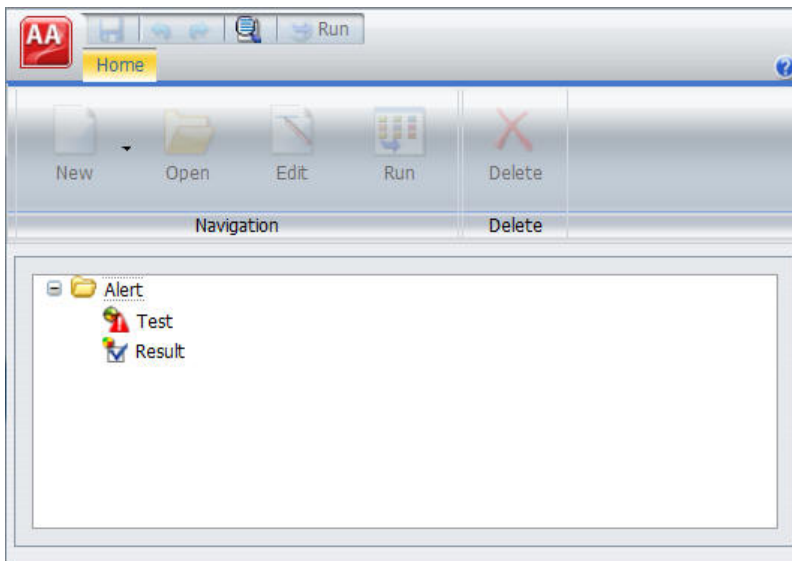 AA
Run
Home
New Open Edit Run Delete
Navigation Delete
Alert
Test
Result